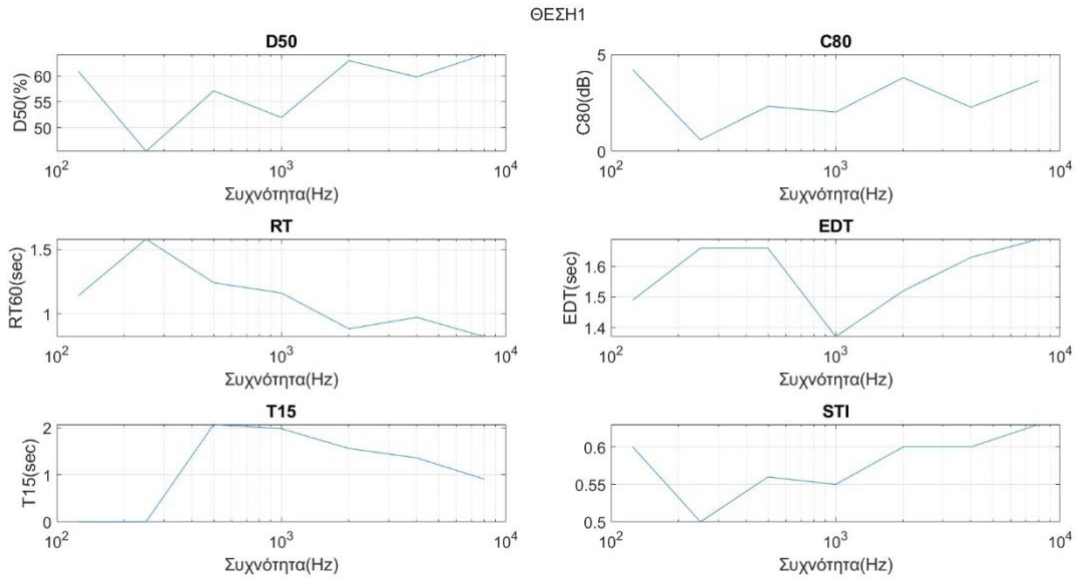 ΘΕΣΗ1
D50
D50(%)
60
55
50
10^2
10^3
10^4
Συχνότητα(Hz)
C80
C80(dB)
5
0
10^2
10^3
10^4
Συχνότητα(Hz)
RT
RT60(sec)
1.5
1
10^2
10^3
10^4
Συχνότητα(Hz)
EDT
EDT(sec)
1.6
1.5
1.4
10^2
10^3
10^4
Συχνότητα(Hz)
T15
T15(sec)
2
1
0
10^2
10^3
10^4
Συχνότητα(Hz)
STI
0.6
0.55
0.5
10^2
10^3
10^4
Συχνότητα(Hz)